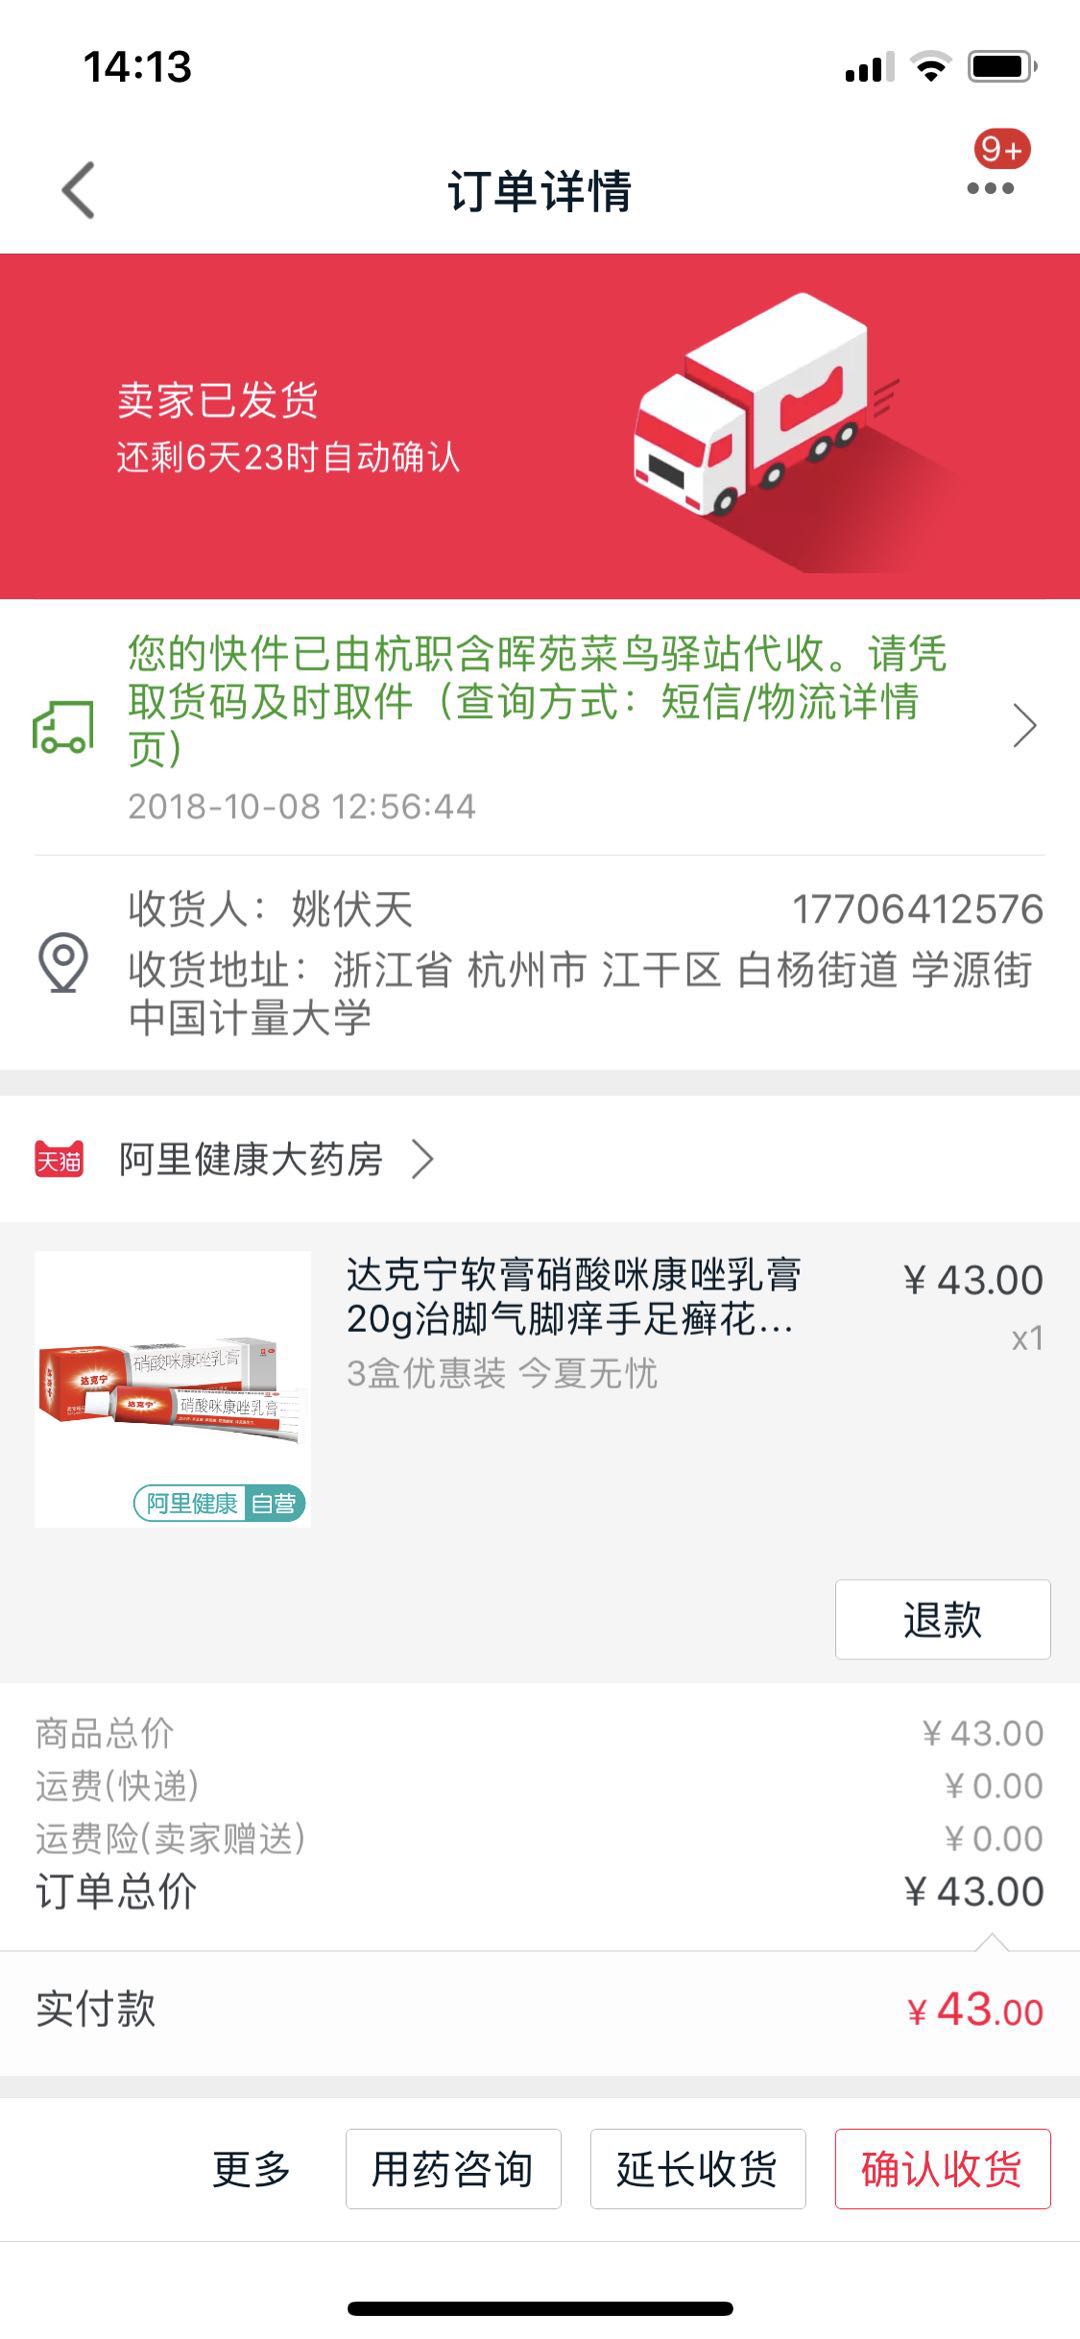 14:13
9+
订单详情
卖家已发货
还剩6天23时自动确认
您的快件已由杭职含晖苑菜鸟驿站代收。请凭
取货码及时取件（查询方式：短信/物流详情
页）
2018-10-08 12:56:44
收货人：姚伏天 17706412576
收货地址：浙江省 杭州市 江干区 白杨街道 学源街
中国计量大学
天猫 阿里健康大药房
达克宁软膏硝酸咪康唑乳膏 ¥ 43.00
20g治脚气脚痒手足癣花... x1
3盒优惠装 今夏无忧
硝酸咪康唑乳膏
达克宁
达克宁 硝酸咪康唑乳膏
阿里健康 自营
退款
商品总价 ¥ 43.00
运费(快递) ¥ 0.00
运费险(卖家赠送) ¥ 0.00
订单总价 ¥ 43.00
实付款 ¥ 43.00
更多 用药咨询 延长收货 确认收货